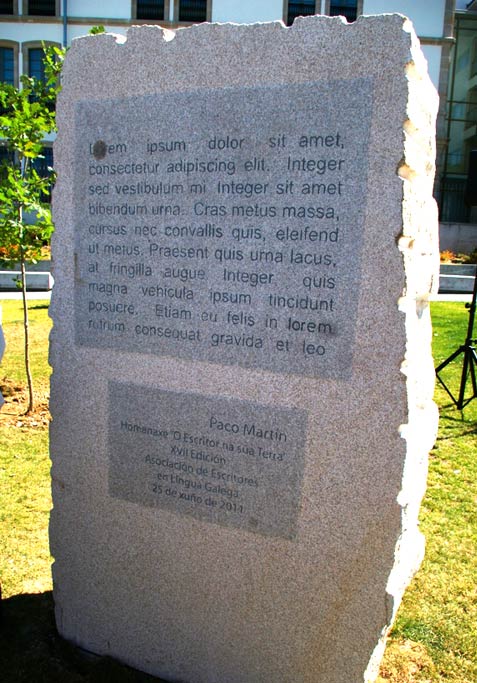 Lorem ipsum dolor sit amet,
consectetur adipiscing elit. Integer
sed vestibulum mi Integer sit amet
bibendum urna. Cras metus massa,
cursus nec convallis quis, eleifend
ut metus. Praesent quis urna lacus,
at fringilla augue. Integer quis
magna vehicula ipsum tincidunt
posuere. Etiam eu felis in lorem
rutrum consequat gravida et leo
Paco Martín
Homenaxe 'O Escritor na súa Terra'
XVII Edición
Asociación de Escritores
en Lingua Galega
25 de xuño de 2011